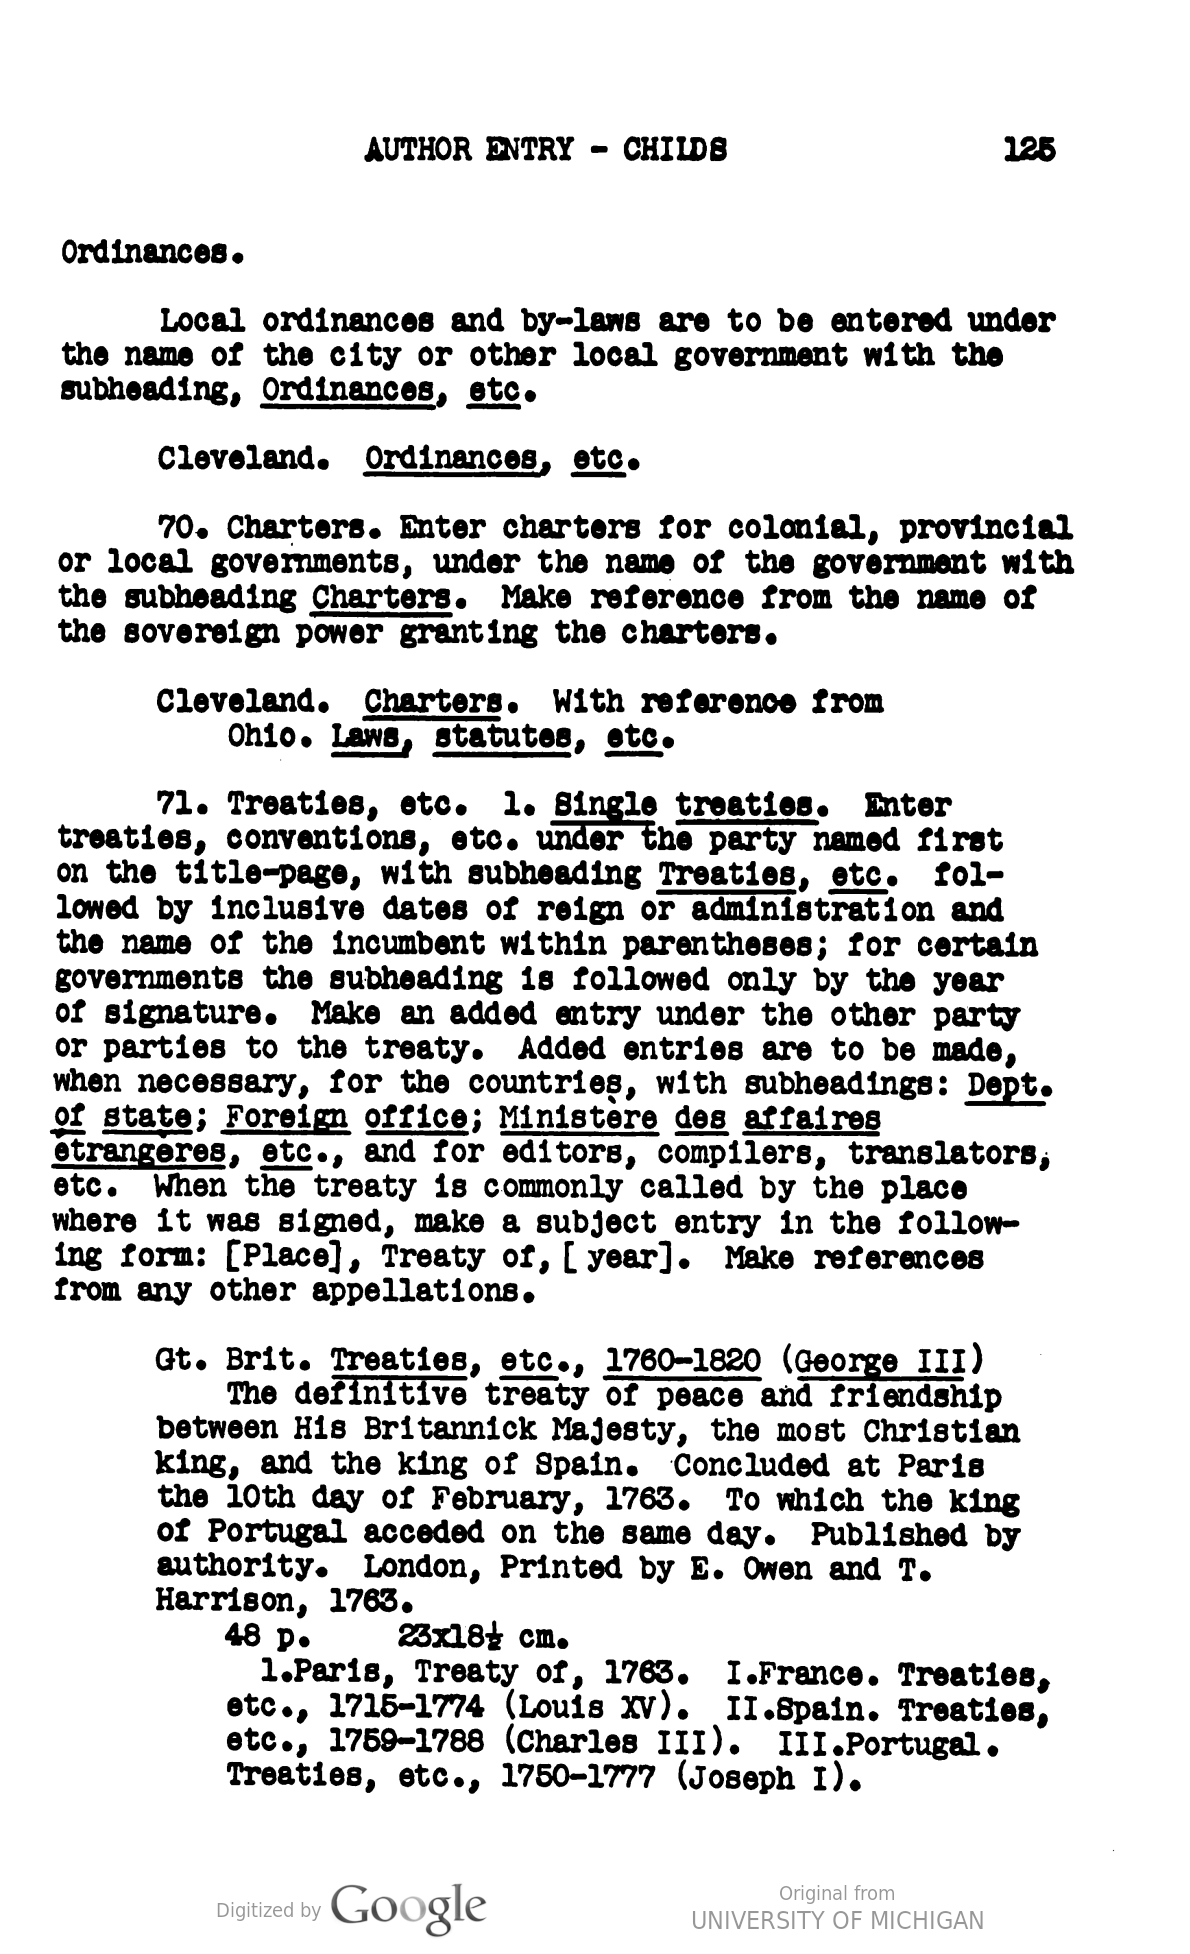 AUTHOR ENTRY - CHILDS 125
Ordinances.
Local ordinances and by-laws are to be entered under
the name of the city or other local government with the
subheading, Ordinances, etc.
Cleveland. Ordinances, etc.
70. Charters. Enter charters for colonial, provincial
or local governments, under the name of the government with
the subheading Charters. Make reference from the name of
the sovereign power granting the charters.
Cleveland. Charters. With reference from
Ohio. Laws, statutes, etc.
71. Treaties, etc. 1. Single treaties. Enter
treaties, conventions, etc. under the party named first
on the title-page, with subheading Treaties, etc. fol-
lowed by inclusive dates of reign or administration and
the name of the incumbent within parentheses; for certain
governments the subheading is followed only by the year
of signature. Make an added entry under the other party
or parties to the treaty. Added entries are to be made,
when necessary, for the countries, with subheadings: Dept.
of state; Foreign office; Ministère des affaires
étrangères, etc., and for editors, compilers, translators,
etc. When the treaty is commonly called by the place
where it was signed, make a subject entry in the follow-
ing form: [Place], Treaty of, [ year]. Make references
from any other appellations.
Gt. Brit. Treaties, etc., 1760-1820 (George III)
The definitive treaty of peace and friendship
between His Britannick Majesty, the most Christian
king, and the king of Spain. Concluded at Paris
the 10th day of February, 1763. To which the king
of Portugal acceded on the same day. Published by
authority. London, Printed by E. Owen and T.
Harrison, 1763.
48 p. 23x18½ cm.
1.Paris, Treaty of, 1763. I.France. Treaties,
etc., 1715-1774 (Louis XV). II.Spain. Treaties,
etc., 1759-1788 (Charles III). III.Portugal.
Treaties, etc., 1750-1777 (Joseph I).
Digitized by Google
Original from
UNIVERSITY OF MICHIGAN